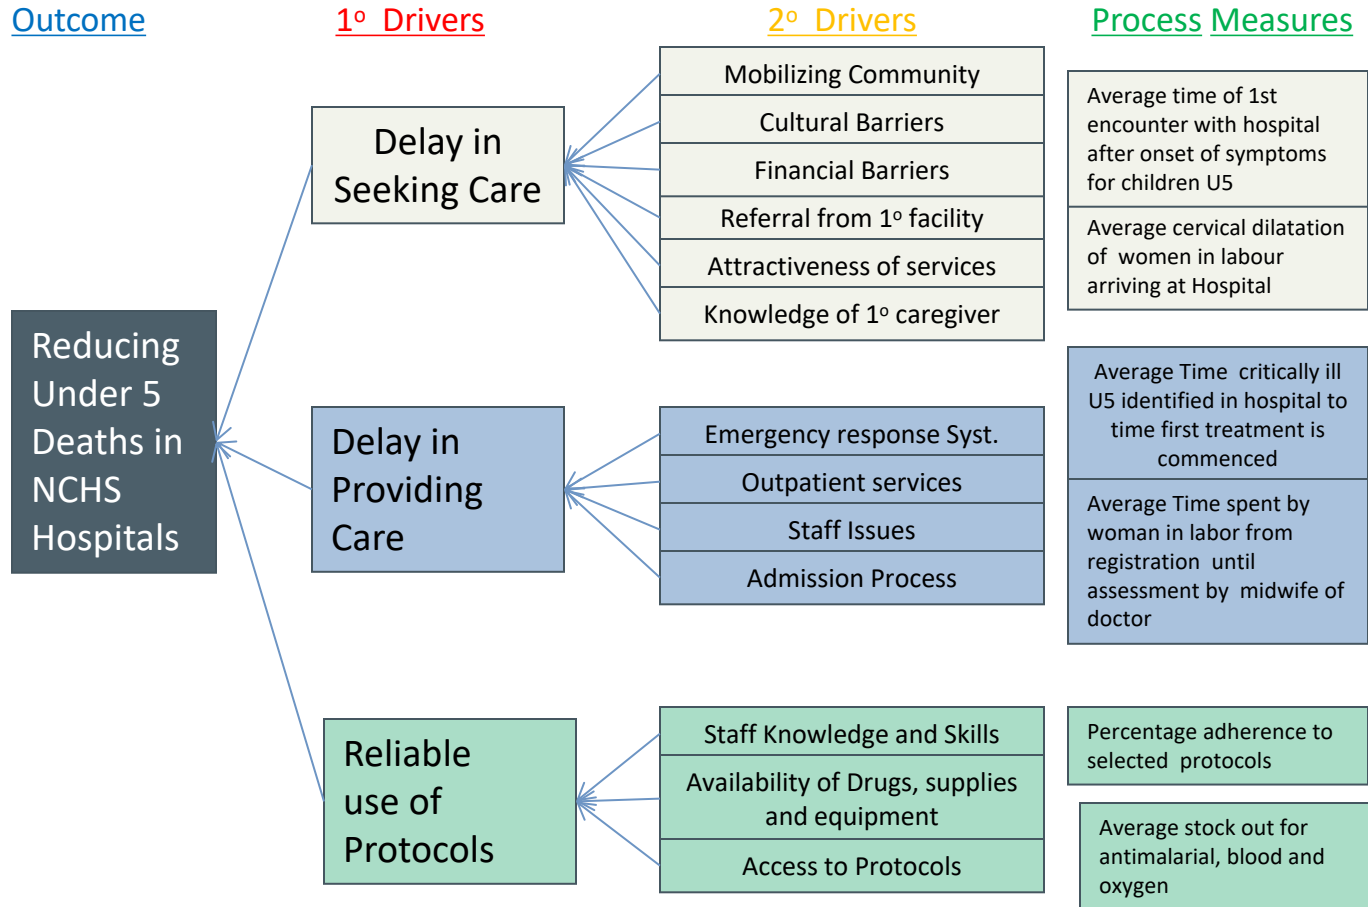 Outcome
1º Drivers
2º Drivers
Process Measures
Reducing
Under 5
Deaths in
NCHS
Hospitals
Delay in
Seeking Care
Mobilizing Community
Cultural Barriers
Financial Barriers
Referral from 1º facility
Attractiveness of services
Knowledge of 1º caregiver
Average time of 1st
encounter with hospital
after onset of symptoms
for children U5
Average cervical dilatation
of women in labour
arriving at Hospital
Delay in
Providing
Care
Emergency response Syst.
Outpatient services
Staff Issues
Admission Process
Average Time critically ill
U5 identified in hospital to
time first treatment is
commenced
Average Time spent by
woman in labor from
registration until
assessment by midwife of
doctor
Reliable
use of
Protocols
Staff Knowledge and Skills
Availability of Drugs, supplies
and equipment
Access to Protocols
Percentage adherence to
selected protocols
Average stock out for
antimalarial, blood and
oxygen